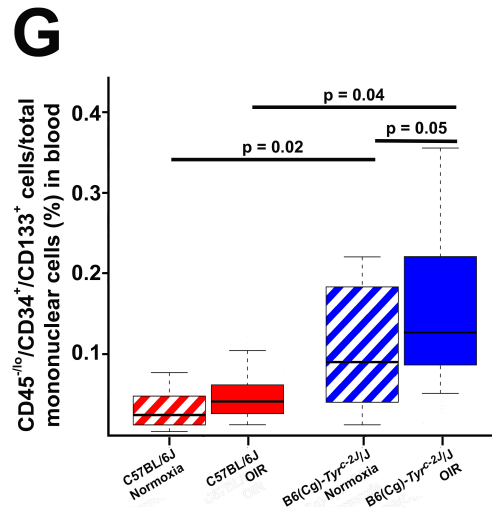 G
CD45⁻/ˡᵒ/CD34⁺/CD133⁺ cells/total
mononuclear cells (%) in blood
0.4
0.3
0.2
0.1
p = 0.04
p = 0.05
p = 0.02
C57BL/6J
Normoxia
C57BL/6J
OIR
B6(Cg)-Tyrᶜ⁻²ᴶ/J
Normoxia
B6(Cg)-Tyrᶜ⁻²ᴶ/J
OIR